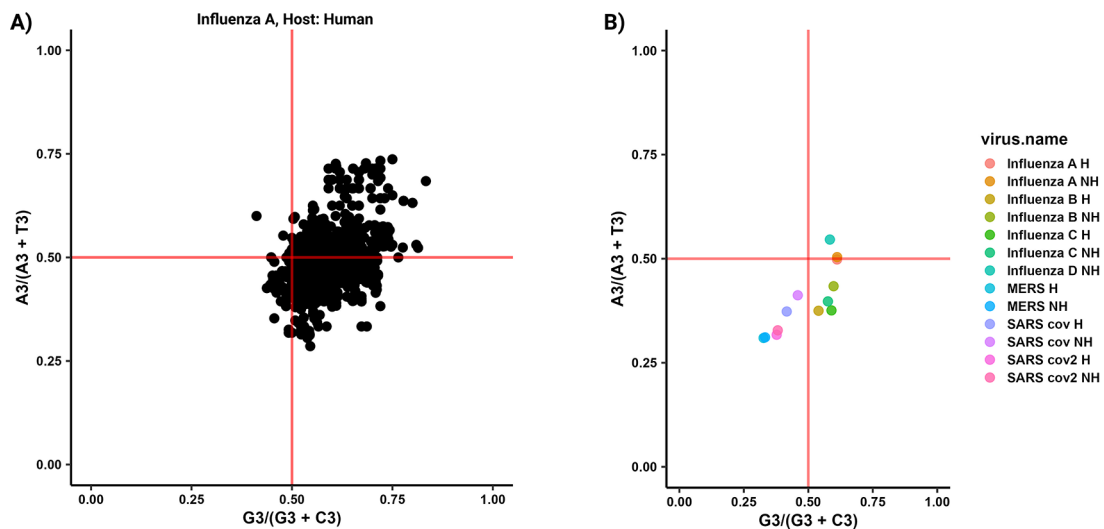 A)
Influenza A, Host: Human
1.00
0.75
0.50
0.25
0.00
A3/(A3 + T3)
0.00
0.25
0.50
0.75
1.00
G3/(G3 + C3)
B)
1.00
0.75
0.50
0.25
0.00
A3/(A3 + T3)
0.00
0.25
0.50
0.75
1.00
G3/(G3 + C3)
virus.name
Influenza A H
Influenza A NH
Influenza B H
Influenza B NH
Influenza C H
Influenza C NH
Influenza D NH
MERS H
MERS NH
SARS cov H
SARS cov NH
SARS cov2 H
SARS cov2 NH